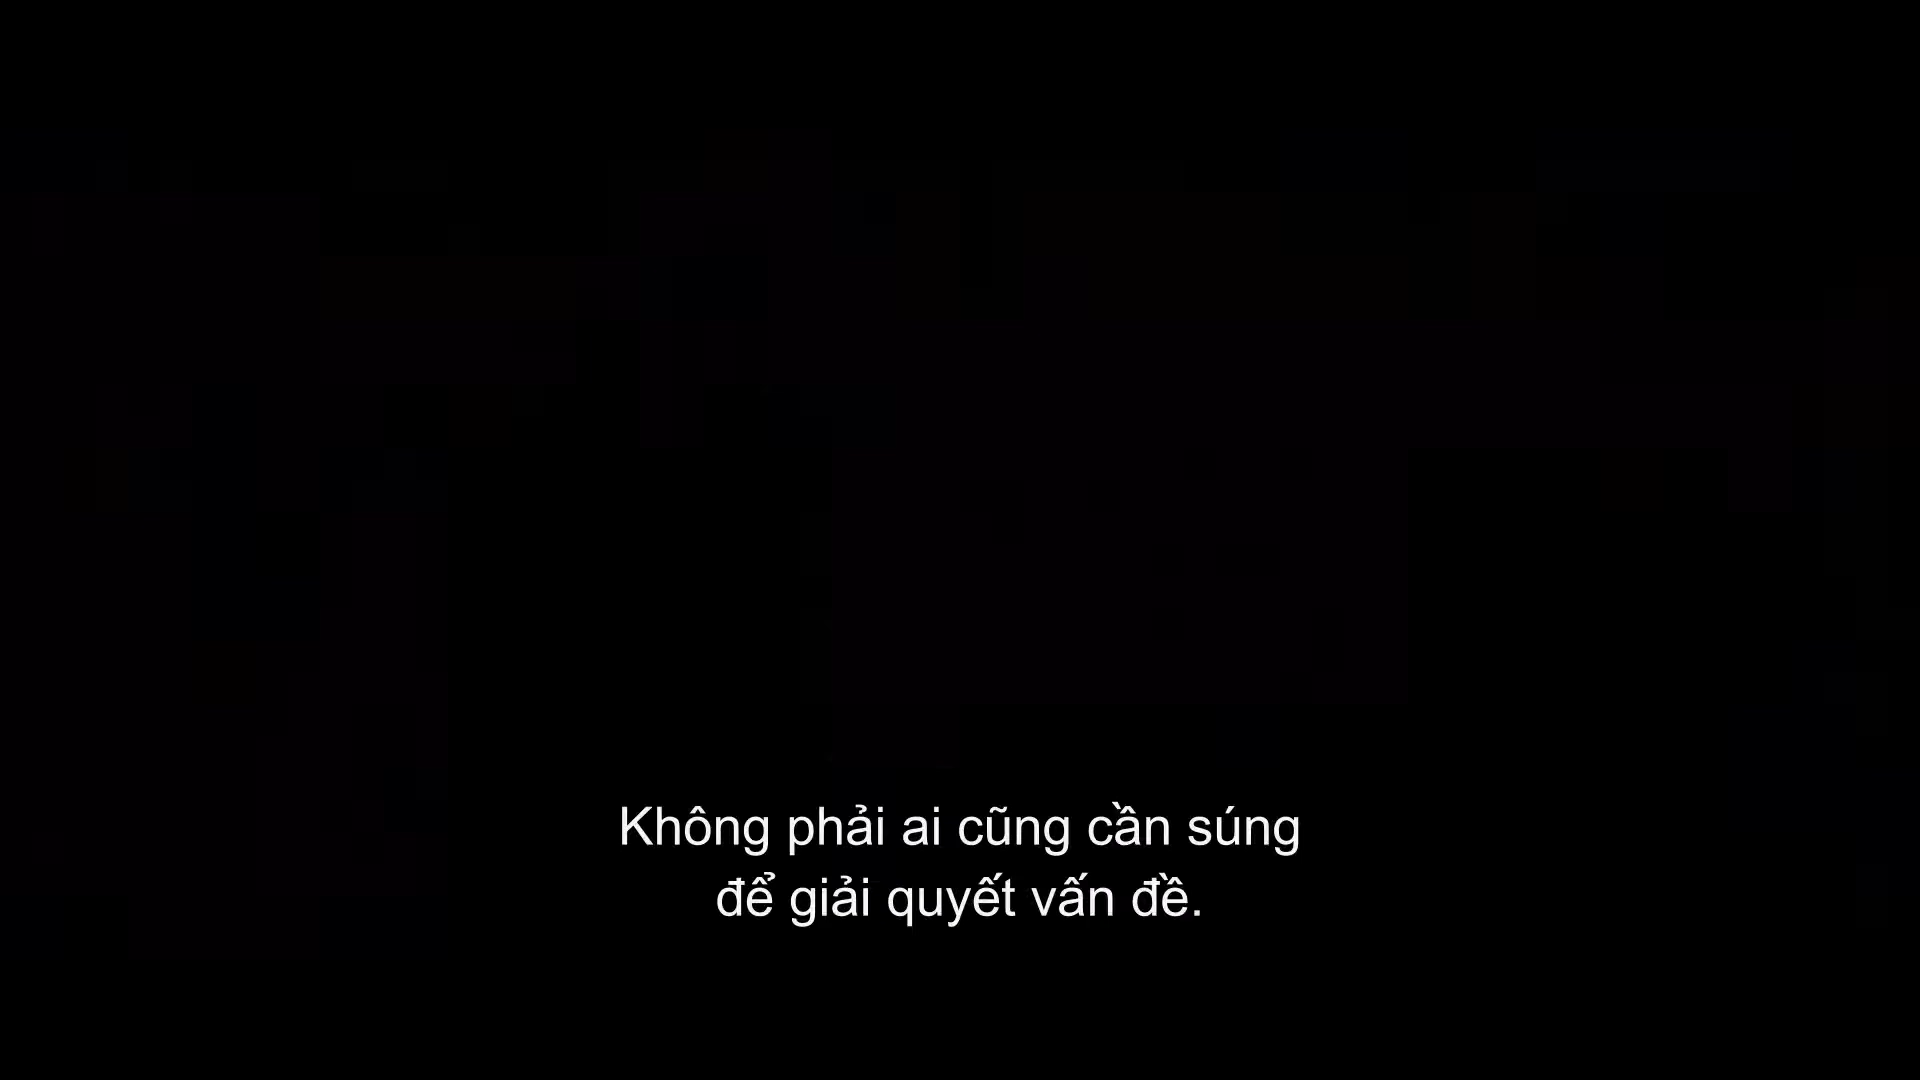 Không phải ai cũng cần súng
để giải quyết vấn đề.